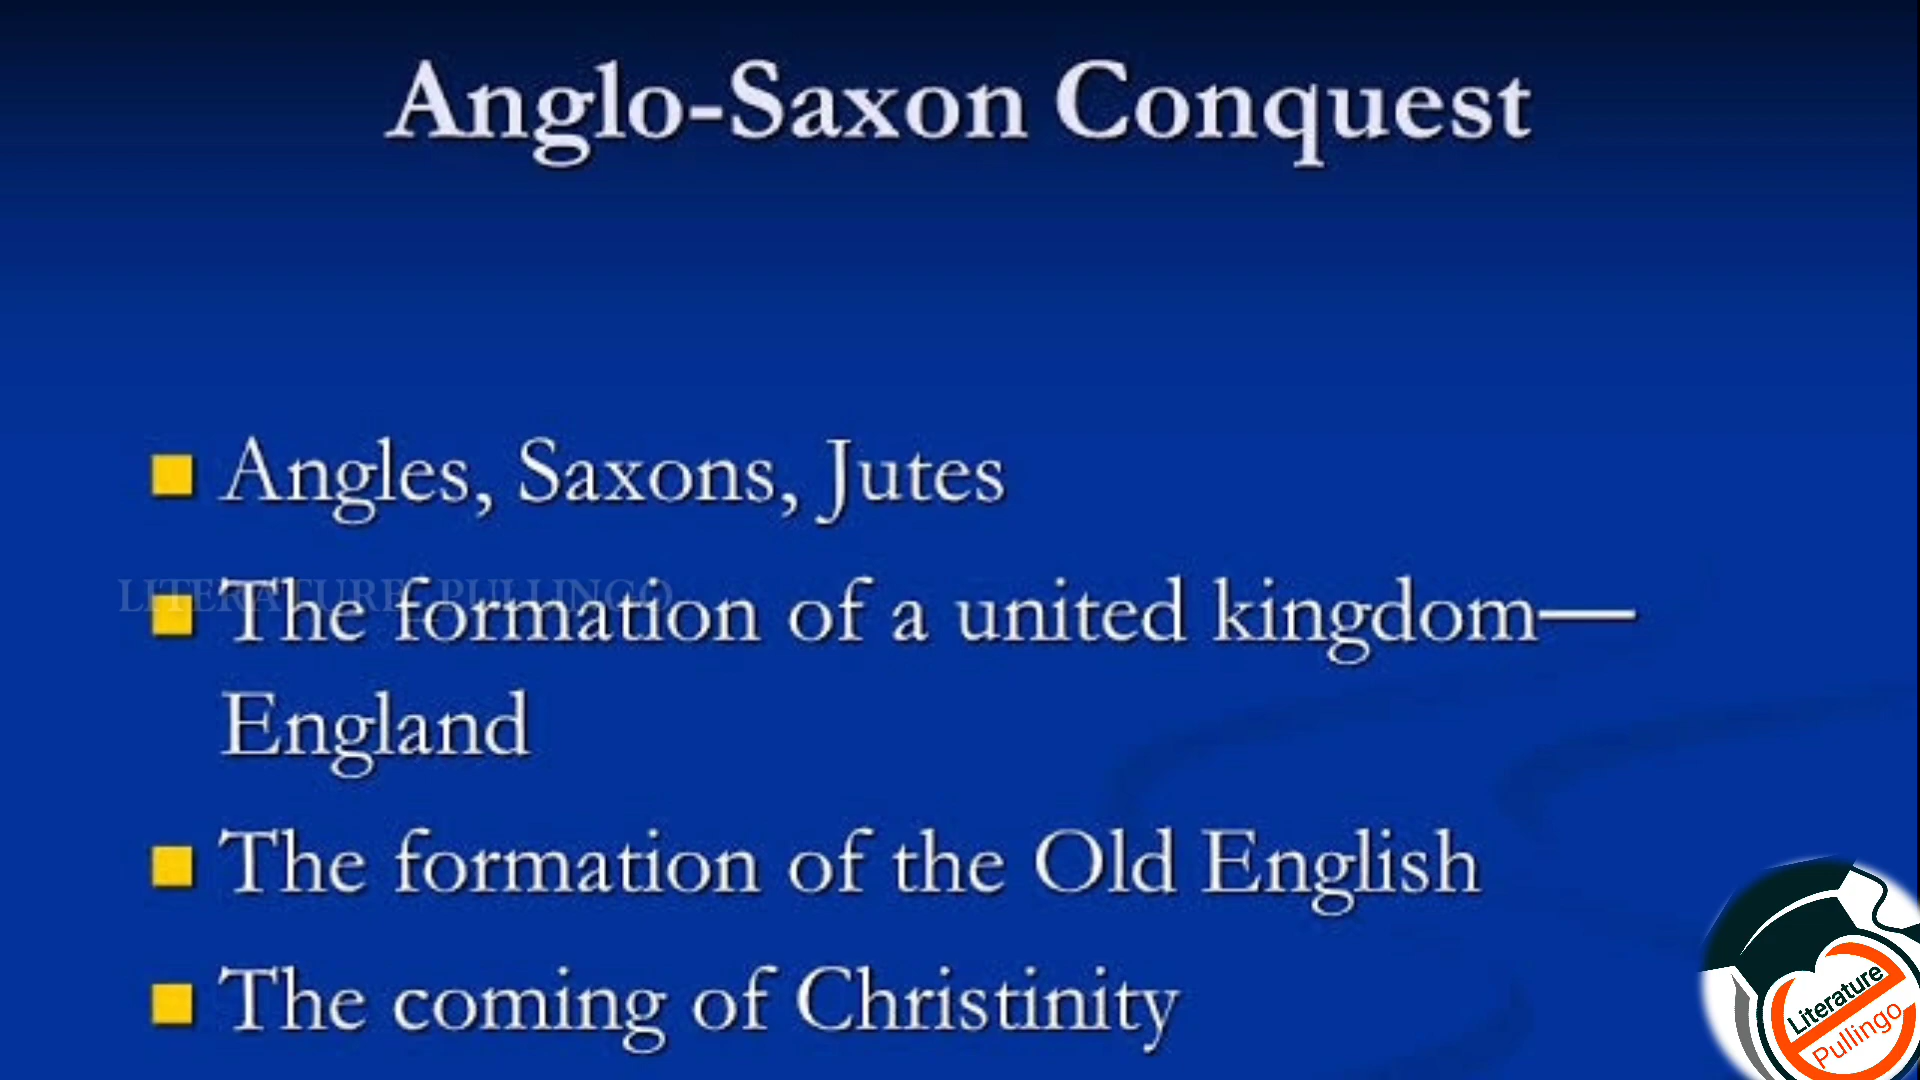 Anglo-Saxon Conquest
Angles, Saxons, Jutes
LITERATURE PULLINGO
The formation of a united kingdom—
England
The formation of the Old English
The coming of Christinity
Literature
Pullingo